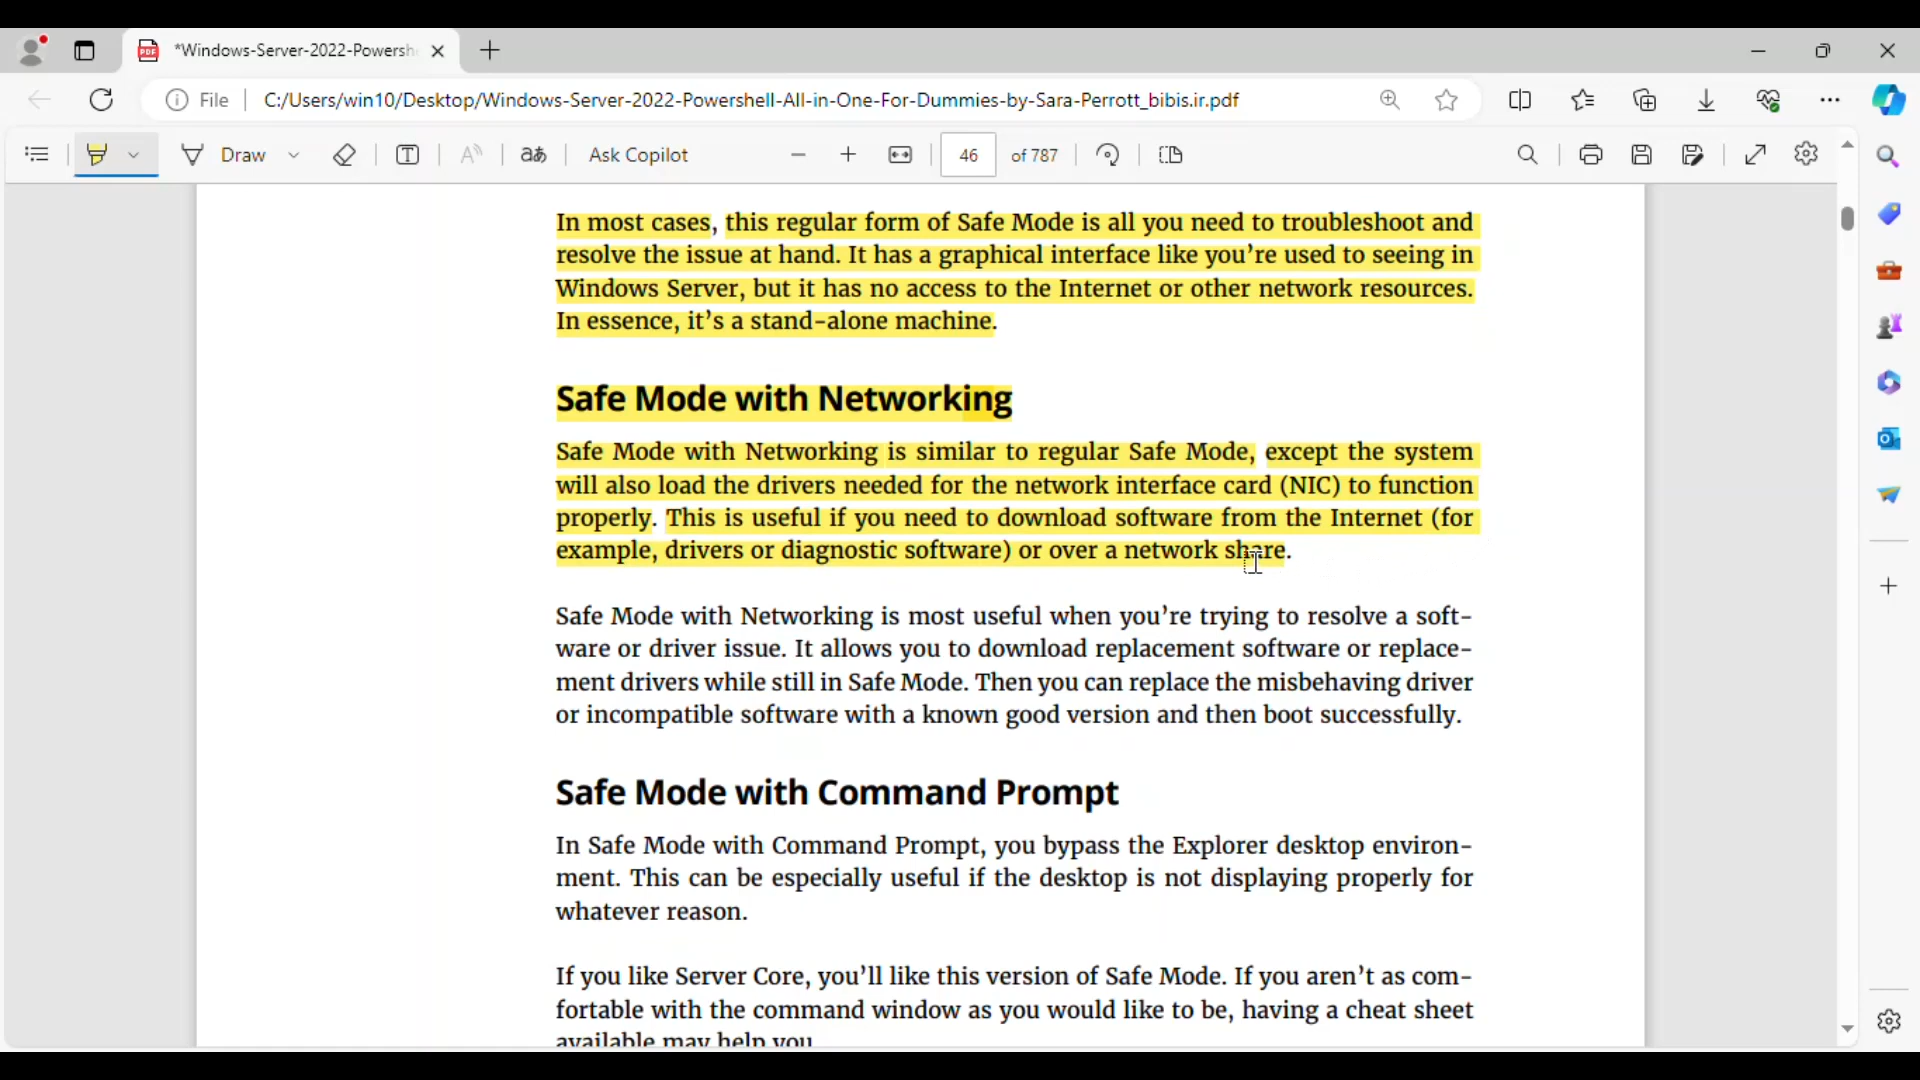 *Windows-Server-2022-Powersh
File
C:/Users/win10/Desktop/Windows-Server-2022-Powershell-All-in-One-For-Dummies-by-Sara-Perrott_bibis.ir.pdf
Draw
Ask Copilot
46 of 787
In most cases, this regular form of Safe Mode is all you need to troubleshoot and
resolve the issue at hand. It has a graphical interface like you’re used to seeing in
Windows Server, but it has no access to the Internet or other network resources.
In essence, it’s a stand-alone machine.
Safe Mode with Networking
Safe Mode with Networking is similar to regular Safe Mode, except the system
will also load the drivers needed for the network interface card (NIC) to function
properly. This is useful if you need to download software from the Internet (for
example, drivers or diagnostic software) or over a network share.
Safe Mode with Networking is most useful when you’re trying to resolve a soft-
ware or driver issue. It allows you to download replacement software or replace-
ment drivers while still in Safe Mode. Then you can replace the misbehaving driver
or incompatible software with a known good version and then boot successfully.
Safe Mode with Command Prompt
In Safe Mode with Command Prompt, you bypass the Explorer desktop environ-
ment. This can be especially useful if the desktop is not displaying properly for
whatever reason.
If you like Server Core, you’ll like this version of Safe Mode. If you aren’t as com-
fortable with the command window as you would like to be, having a cheat sheet
available may help you